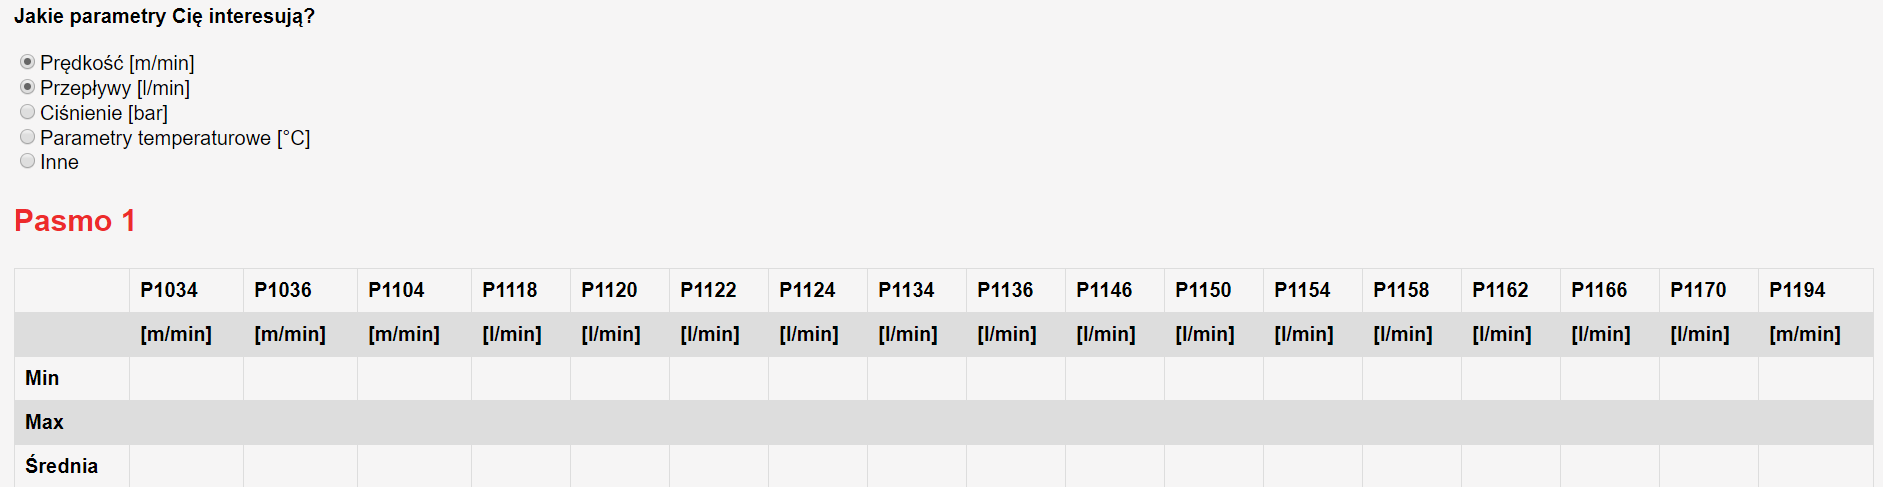 Jakie parametry Cię interesują?
Prędkość [m/min]
Przepływy [l/min]
Ciśnienie [bar]
Parametry temperaturowe [°C]
Inne
Pasmo 1
P1034 P1036 P1104 P1118 P1120 P1122 P1124 P1134 P1136 P1146 P1150 P1154 P1158 P1162 P1166 P1170 P1194
[m/min] [m/min] [m/min] [l/min] [l/min] [l/min] [l/min] [l/min] [l/min] [l/min] [l/min] [l/min] [l/min] [l/min] [l/min] [l/min] [m/min]
Min
Max
Średnia